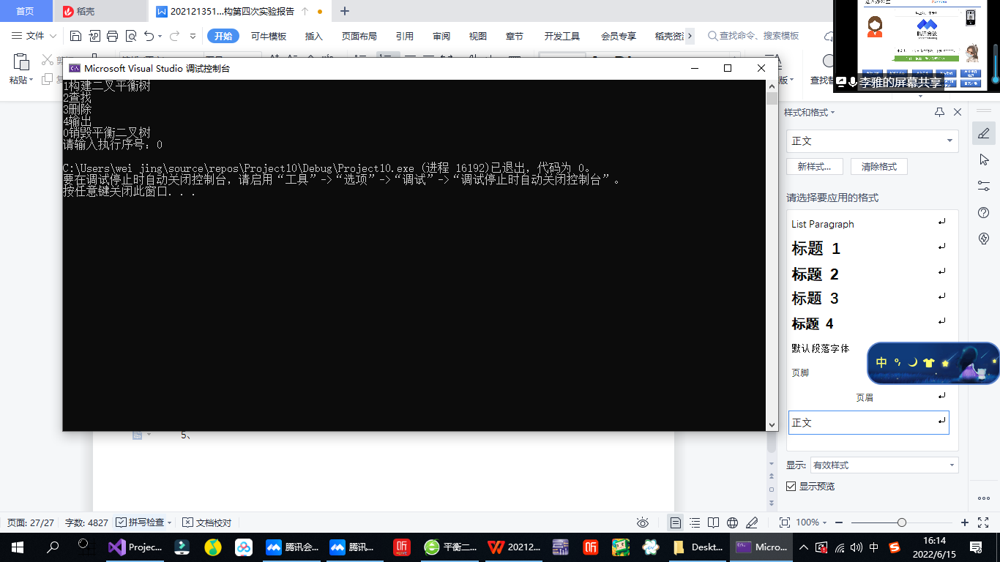 首页
稻壳
202121351...构第四次实验报告
文件
开始
可牛模板
插入
页面布局
引用
审阅
视图
章节
开发工具
会员专享
稻壳资
查找命令、搜索模板
粘贴
Microsoft Visual Studio 调试控制台
1构建二叉平衡树
2查找
3删除
4输出
0销毁平衡二叉树
请输入执行序号: 0
C:\Users\wei jing\source\repos\Project10\Debug\Project10.exe (进程 16192)已退出，代码为 0。
要在调试停止时自动关闭控制台，请启用“工具”->“选项”->“调试”->“调试停止时自动关闭控制台”。
按任意键关闭此窗口. . .
腾讯会议
李雅的屏幕共享
样式和格式
正文
新样式...
清除格式
请选择要应用的格式
List Paragraph
标题 1
标题 2
标题 3
标题 4
默认段落字体
页脚
页眉
正文
中
显示:
有效样式
显示预览
5、
页面: 27/27
字数: 4827
拼写检查
文档校对
100%
Projec...
腾讯会...
腾讯...
平衡二...
20212...
Deskt...
Micro...
中
16:14
2022/6/15